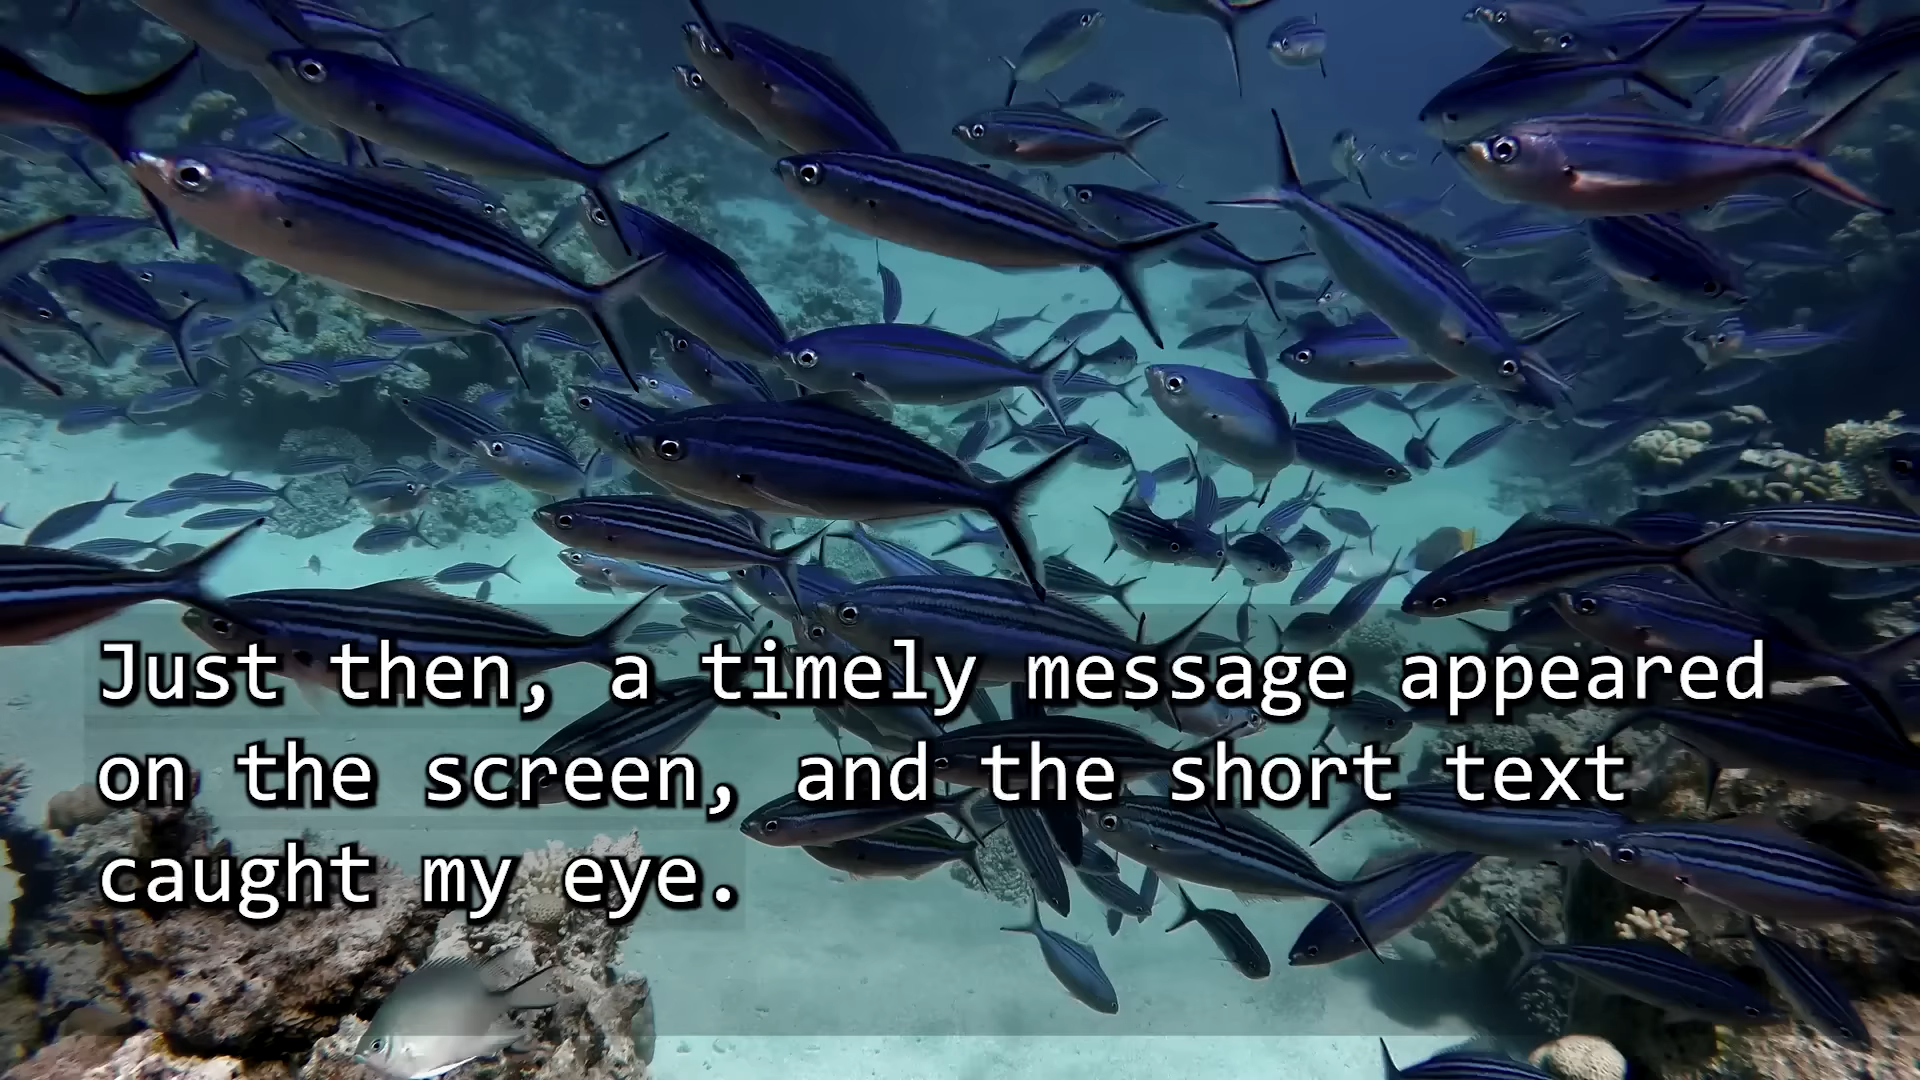 Just then, a timely message appeared
on the screen, and the short text
caught my eye.